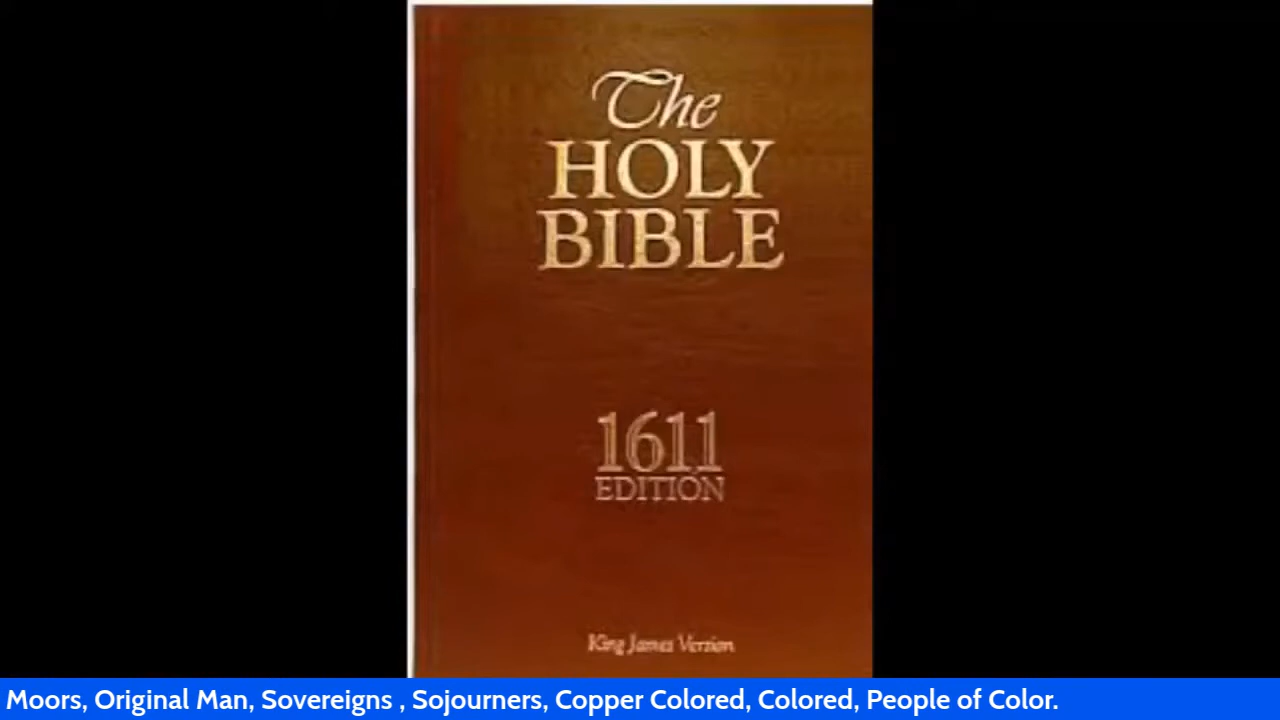 The
HOLY
BIBLE
1611
EDITION
King James Version
Moors, Original Man, Sovereigns , Sojourners, Copper Colored, Colored, People of Color.